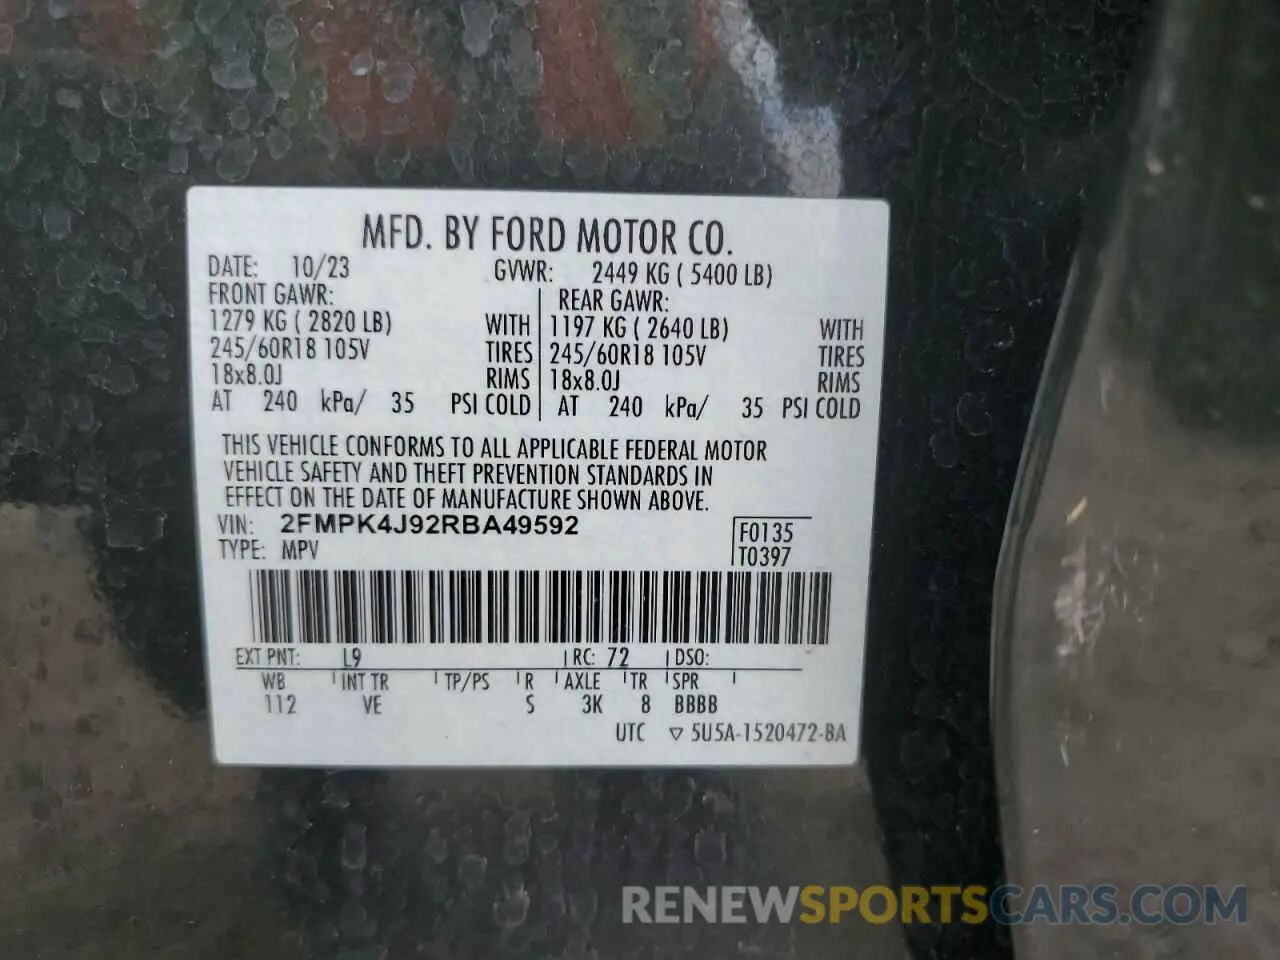 MFD. BY FORD MOTOR CO.
DATE: 10/23 GVWR: 2449 KG ( 5400 LB)
FRONT GAWR: REAR GAWR:
1279 KG ( 2820 LB) WITH 1197 KG ( 2640 LB) WITH
245/60R18 105V TIRES 245/60R18 105V TIRES
18x8.0J RIMS 18x8.0J RIMS
AT 240 kPa/ 35 PSI COLD AT 240 kPa/ 35 PSI COLD
THIS VEHICLE CONFORMS TO ALL APPLICABLE FEDERAL MOTOR
VEHICLE SAFETY AND THEFT PREVENTION STANDARDS IN
EFFECT ON THE DATE OF MANUFACTURE SHOWN ABOVE.
VIN: 2FMPK4J92RBA49592 F0135
TYPE: MPV T0397
EXT PNT: L9 RC: 72 DSO:
WB INT TR TP/PS R AXLE TR SPR
112 VE S 3K 8 BBBB
UTC ▽ 5U5A-1520472-BA
RENEWSPORTSCARS.COM